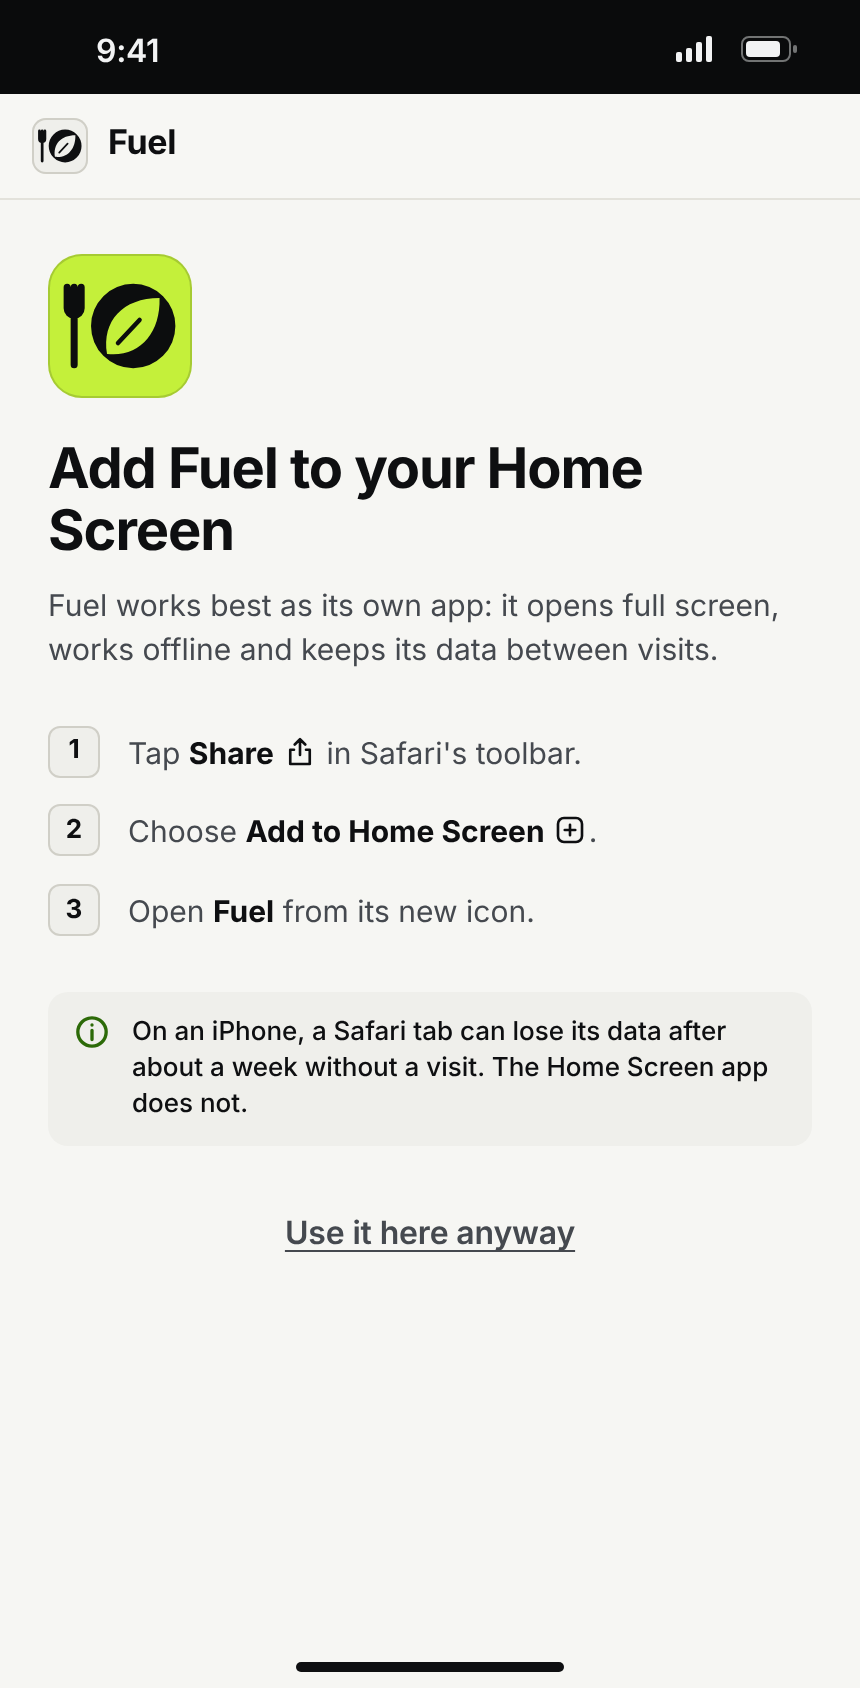 9:41
Fuel
Add Fuel to your Home
Screen
Fuel works best as its own app: it opens full screen,
works offline and keeps its data between visits.
1 Tap Share in Safari's toolbar.
2 Choose Add to Home Screen .
3 Open Fuel from its new icon.
On an iPhone, a Safari tab can lose its data after
about a week without a visit. The Home Screen app
does not.
Use it here anyway